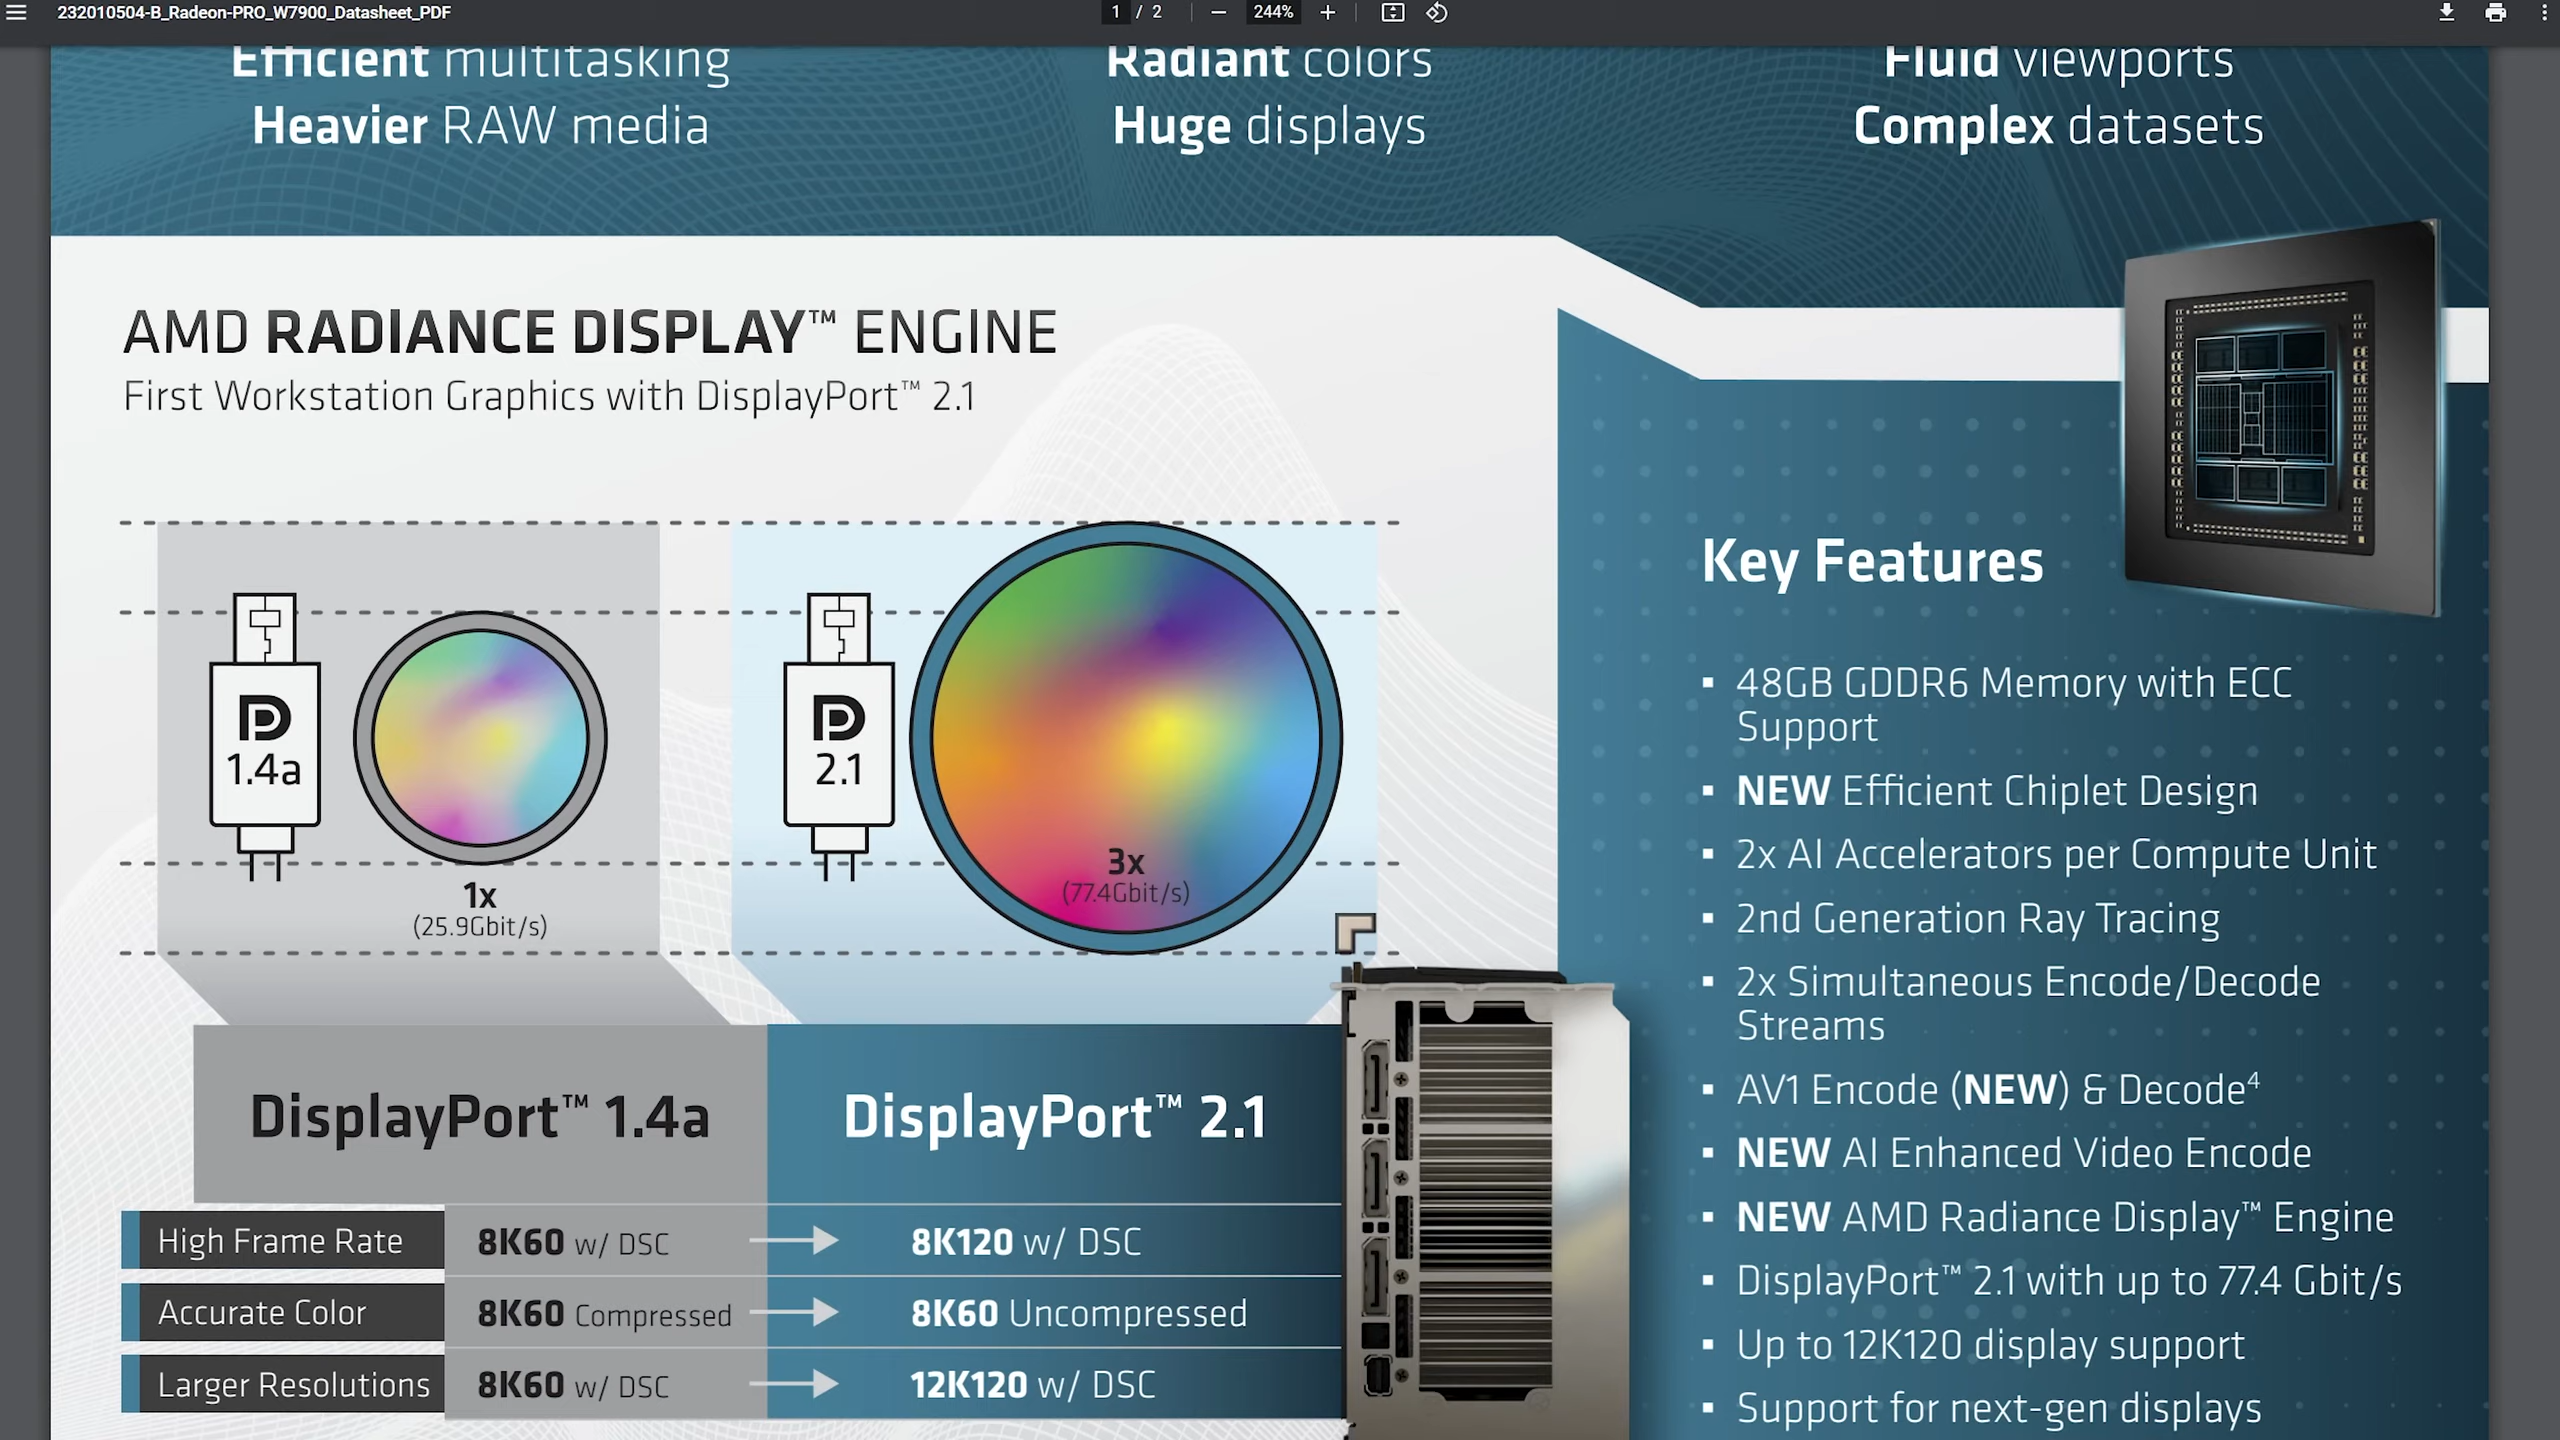 232010504-B_Radeon-PRO_W7900_Datasheet_PDF
1 / 2
244%
Efficient multitasking
Heavier RAW media
Radiant colors
Huge displays
Fluid viewports
Complex datasets
AMD RADIANCE DISPLAY™ ENGINE
First Workstation Graphics with DisplayPort™ 2.1
1.4a
1x
(25.9Gbit/s)
2.1
3x
(77.4Gbit/s)
DisplayPort™ 1.4a
DisplayPort™ 2.1
High Frame Rate 8K60 w/ DSC 8K120 w/ DSC
Accurate Color 8K60 Compressed 8K60 Uncompressed
Larger Resolutions 8K60 w/ DSC 12K120 w/ DSC
Key Features
▪ 48GB GDDR6 Memory with ECC
Support
▪ NEW Efficient Chiplet Design
▪ 2x AI Accelerators per Compute Unit
▪ 2nd Generation Ray Tracing
▪ 2x Simultaneous Encode/Decode
Streams
▪ AV1 Encode (NEW) & Decode⁴
▪ NEW AI Enhanced Video Encode
▪ NEW AMD Radiance Display™ Engine
▪ DisplayPort™ 2.1 with up to 77.4 Gbit/s
▪ Up to 12K120 display support
▪ Support for next-gen displays